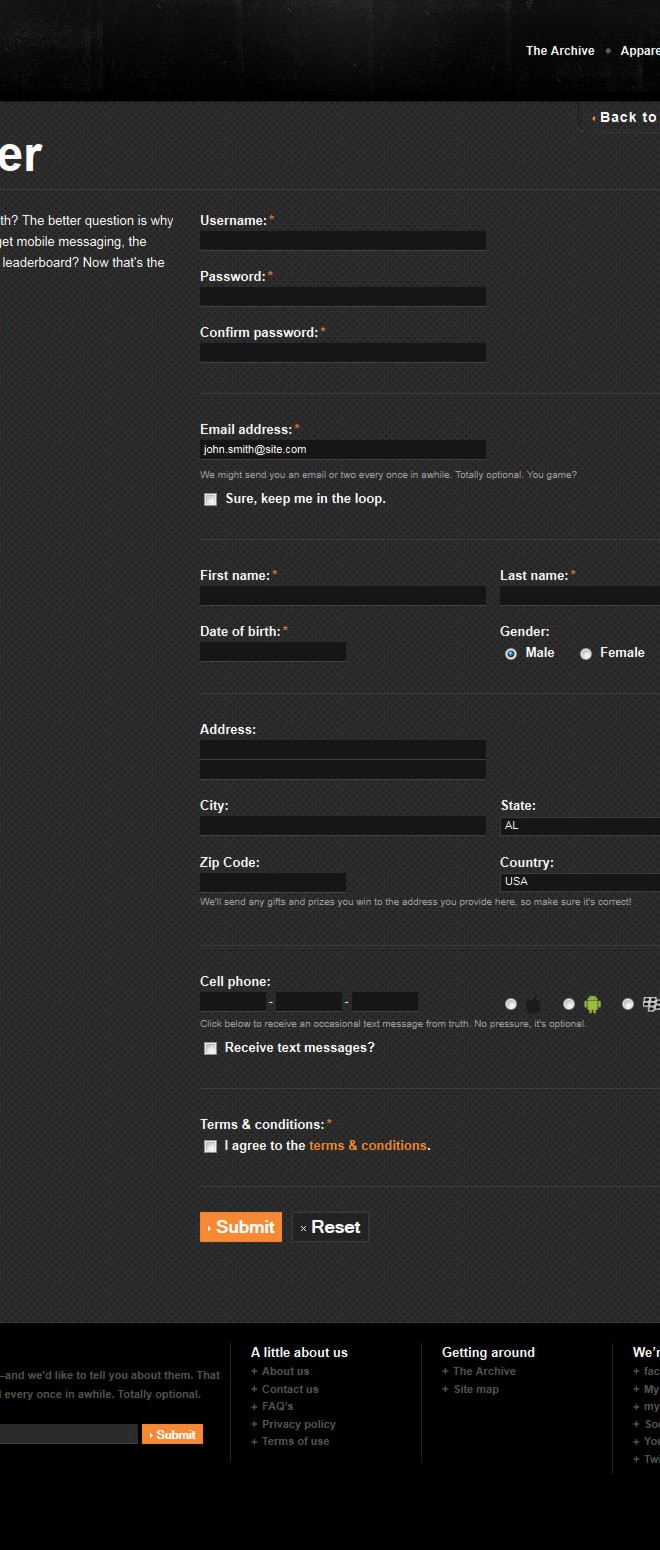 The Archive • Appare
Back to
er
th? The better question is why
get mobile messaging, the
leaderboard? Now that's the
Username:*
Password:*
Confirm password:*
Email address:*
john.smith@site.com
We might send you an email or two every once in awhile. Totally optional. You game?
Sure, keep me in the loop.
First name:* Last name:*
Date of birth:* Gender:
Male Female
Address:
City: State:
AL
Zip Code: Country:
USA
We'll send any gifts and prizes you win to the address you provide here, so make sure it's correct!
Cell phone:
- -
Click below to receive an occasional text message from truth. No pressure, it's optional.
Receive text messages?
Terms & conditions:*
I agree to the terms & conditions.
Submit × Reset
—and we'd like to tell you about them. That
every once in awhile. Totally optional.
Submit
A little about us
+ About us
+ Contact us
+ FAQ's
+ Privacy policy
+ Terms of use
Getting around
+ The Archive
+ Site map
We'r
+ fac
+ My
+ my
+ Soc
+ You
+ Twi